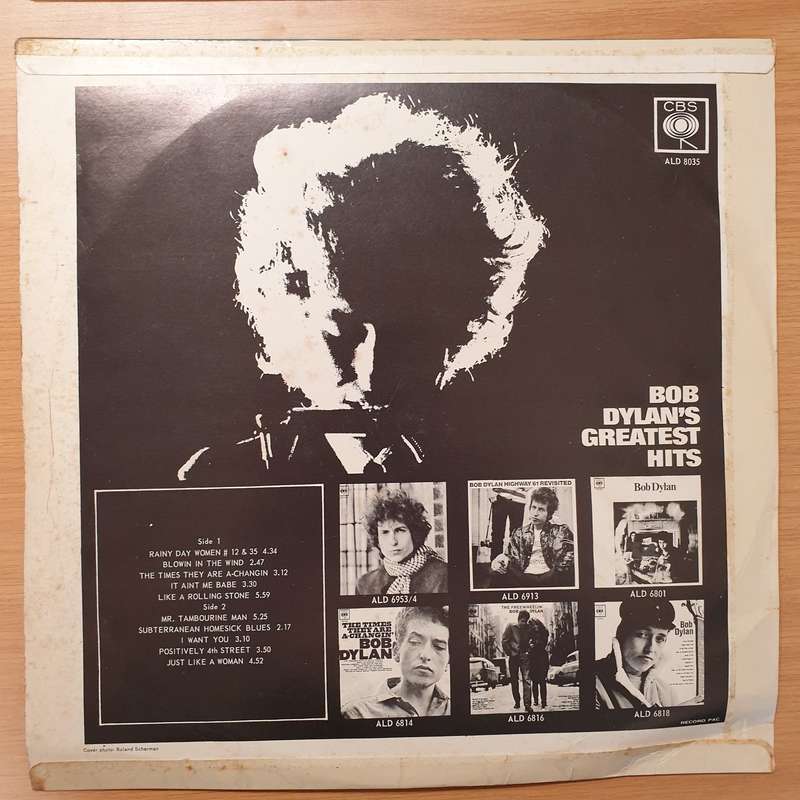 CBS
ALD 8035
BOB
DYLAN'S
GREATEST
HITS
Side 1
RAINY DAY WOMEN # 12 & 35 4.34
BLOWIN IN THE WIND 2.47
THE TIMES THEY ARE A-CHANGIN 3.12
IT AINT ME BABE 3.30
LIKE A ROLLING STONE 5.59
Side 2
MR. TAMBOURINE MAN 5.25
SUBTERRANEAN HOMESICK BLUES 2.17
I WANT YOU 3.10
POSITIVELY 4th STREET 3.50
JUST LIKE A WOMAN 4.52
ALD 6953/4
BOB DYLAN HIGHWAY 61 REVISITED
ALD 6913
Bob Dylan
ALD 6801
THE TIMES
THEY ARE
A-CHANGIN'
BOB
DYLAN
ALD 6814
THE FREEWHEELIN'
ALD 6816
Bob
Dylan
ALD 6818
RECORD PAC
Cover photo: Roland Scherman